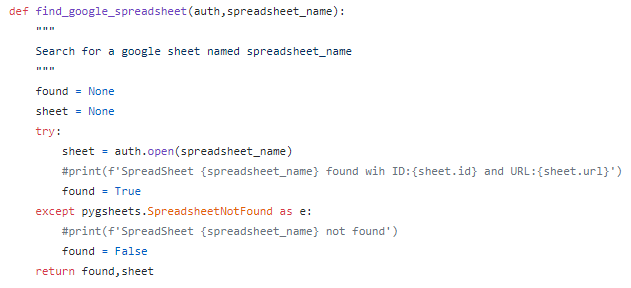 def find_google_spreadsheet(auth,spreadsheet_name):
    """
    Search for a google sheet named spreadsheet_name
    """
    found = None
    sheet = None
    try:
        sheet = auth.open(spreadsheet_name)
        #print(f'SpreadSheet {spreadsheet_name} found wih ID:{sheet.id} and URL:{sheet.url}')
        found = True
    except pygsheets.SpreadsheetNotFound as e:
        #print(f'SpreadSheet {spreadsheet_name} not found')
        found = False
    return found,sheet